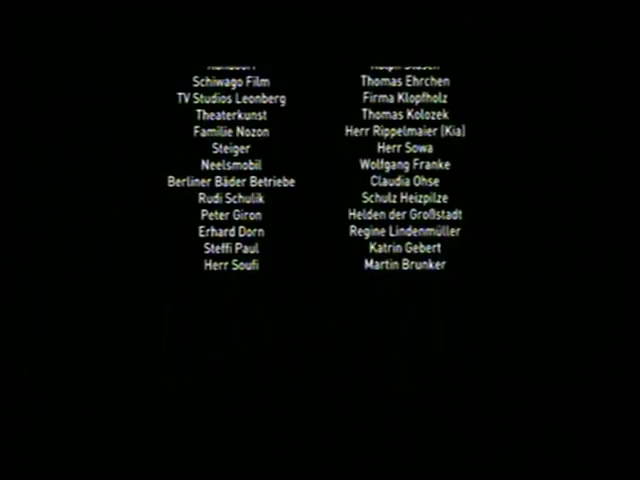 Schiwago Film
TV Studios Leonberg
Theaterkunst
Familie Nozon
Steiger
Neelsmobil
Berliner Bäder Betriebe
Rudi Schulik
Peter Giron
Erhard Dorn
Steffi Paul
Herr Soufi
Thomas Ehrchen
Firma Klopfholz
Thomas Kolozek
Herr Rippelmaier (Kia)
Herr Sowa
Wolfgang Franke
Claudia Ohse
Schulz Heizpilze
Helden der Großstadt
Regine Lindenmüller
Katrin Gebert
Martin Brunker